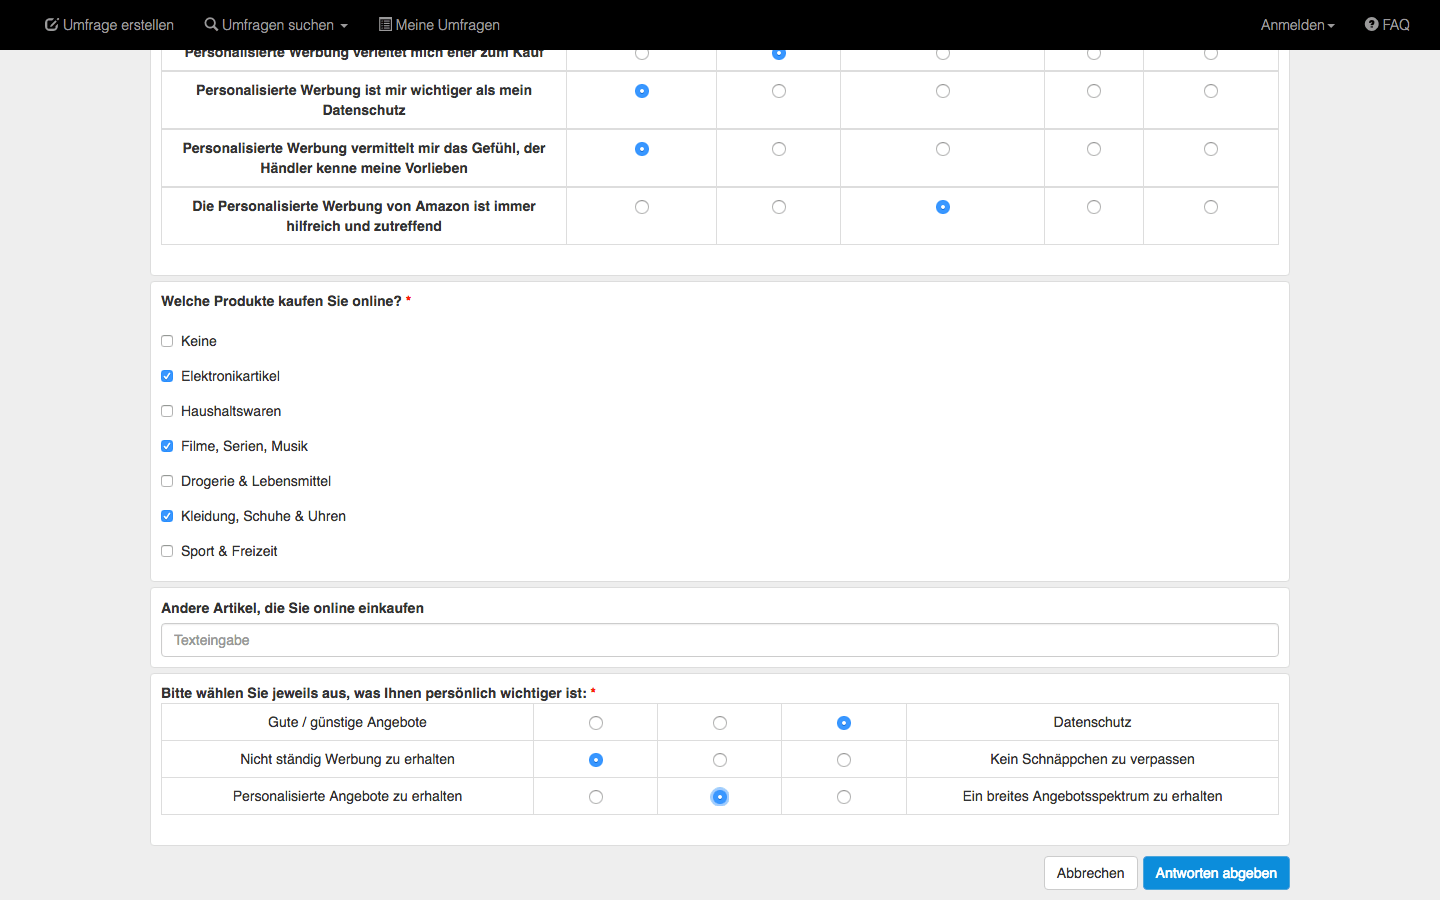 Umfrage erstellen Umfragen suchen Meine Umfragen Anmelden FAQ
Personalisierte Werbung verleitet mich eher zum Kauf
Personalisierte Werbung ist mir wichtiger als mein
Datenschutz
Personalisierte Werbung vermittelt mir das Gefühl, der
Händler kenne meine Vorlieben
Die Personalisierte Werbung von Amazon ist immer
hilfreich und zutreffend
Welche Produkte kaufen Sie online? *
Keine
Elektronikartikel
Haushaltswaren
Filme, Serien, Musik
Drogerie & Lebensmittel
Kleidung, Schuhe & Uhren
Sport & Freizeit
Andere Artikel, die Sie online einkaufen
Texteingabe
Bitte wählen Sie jeweils aus, was Ihnen persönlich wichtiger ist: *
Gute / günstige Angebote Datenschutz
Nicht ständig Werbung zu erhalten Kein Schnäppchen zu verpassen
Personalisierte Angebote zu erhalten Ein breites Angebotsspektrum zu erhalten
Abbrechen Antworten abgeben